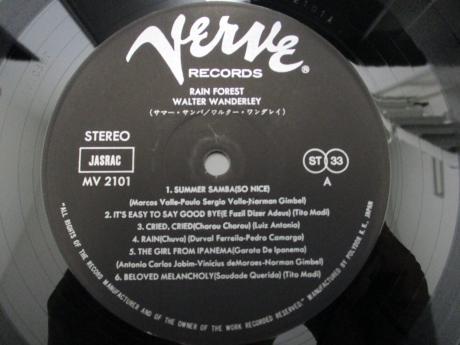 Verve
RECORDS ®
RAIN FOREST
WALTER WANDERLEY
(サマー・サンバ/ワルター・ワンダレイ)
STEREO
JASRAC
MV 2101
ST 33
A
1. SUMMER SAMBA(SO NICE)
(Marcos Valle-Paulo Sergio Valle-Norman Gimbel)
2. IT'S EASY TO SAY GOOD BYE(E Fazil Dizer Adeus) (Tito Madi)
3. CRIED, CRIED(Chorou Chorou) (Luiz Antonio)
4. RAIN(Chuva) (Durval Ferreila-Pedro Camargo)
5. THE GIRL FROM IPANEMA(Garota De Ipanema)
(Antonio Carlos Jobim-Vinicius deMoraes-Norman Gimbel)
6. BELOVED MELANCHOLY(Saudade Querida) (Tito Madi)
"ALL RIGHTS OF THE RECORD MANUFACTURER AND OF THE OWNER OF THE WORK RECORDED RESERVED" MANUFACTURED BY POLYDOR K.K., JAPAN